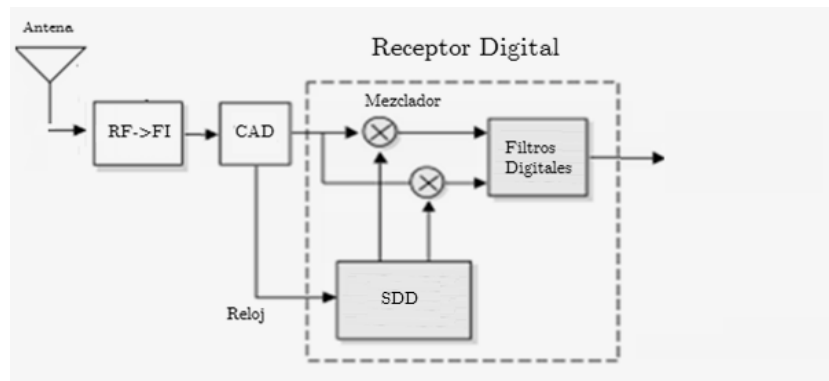 Antena
Receptor Digital
Mezclador
RF->FI
CAD
Filtros
Digitales
SDD
Reloj